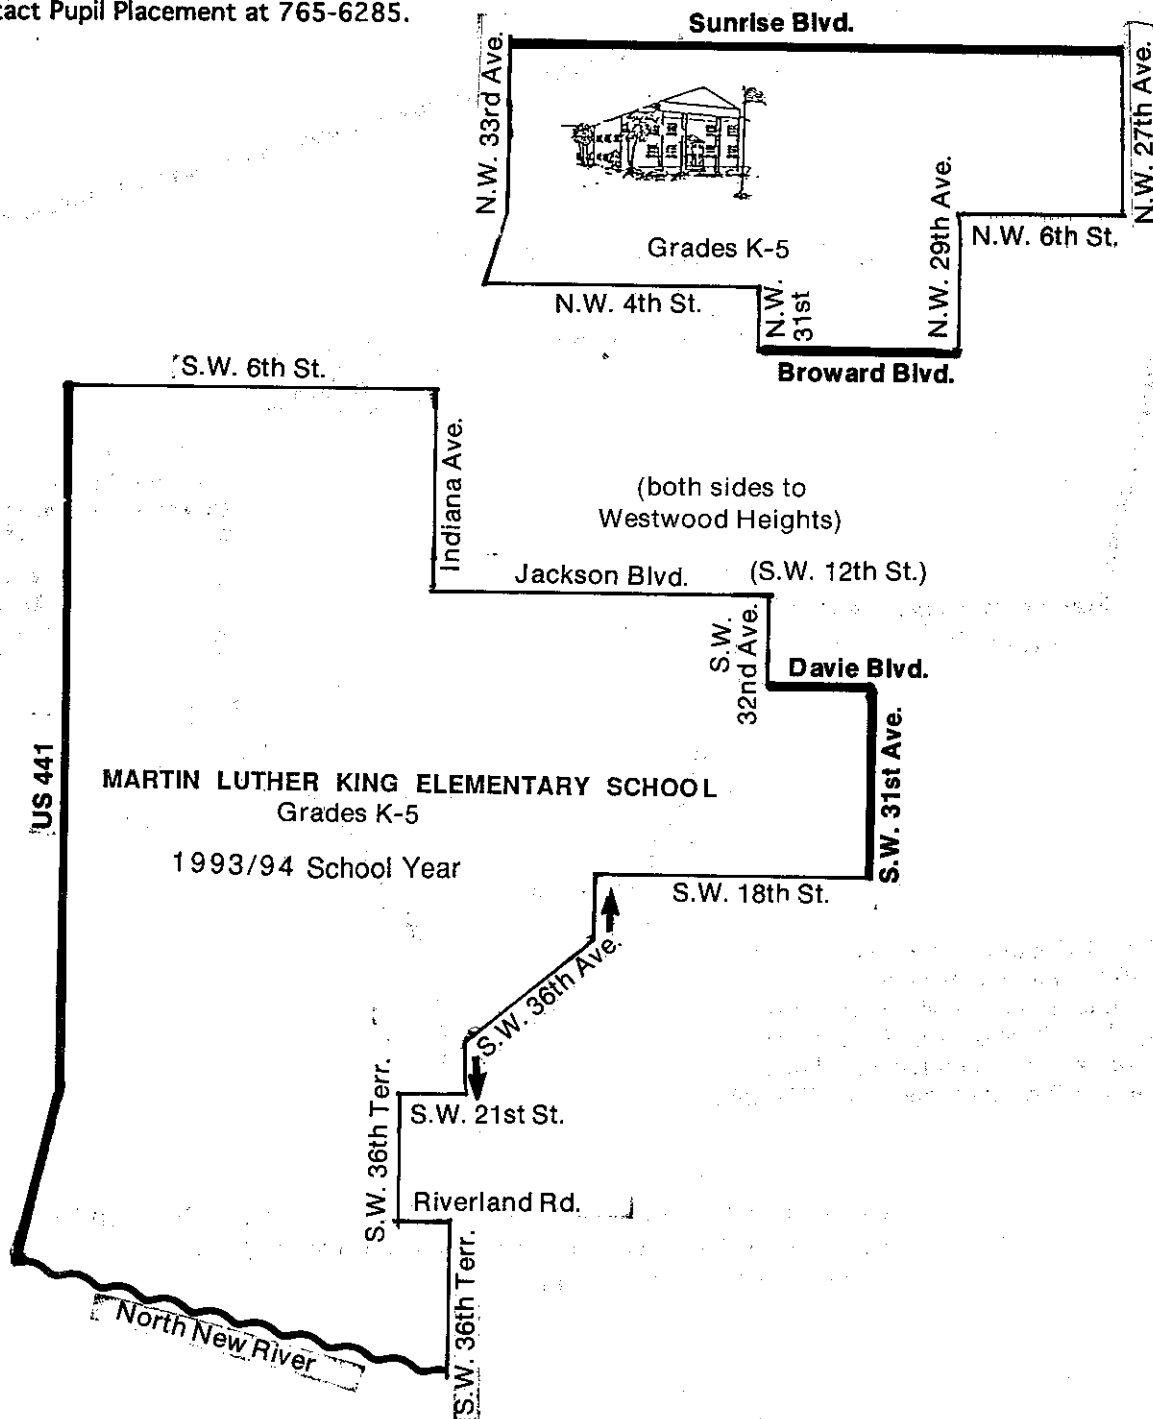 tact Pupil Placement at 765-6285.
Sunrise Blvd.
N.W. 33rd Ave.
N.W. 27th Ave.
N.W. 29th Ave.
N.W. 6th St.
Grades K-5
N.W. 4th St.
N.W.
31st
Broward Blvd.
S.W. 6th St.
Indiana Ave.
(both sides to
Westwood Heights)
Jackson Blvd.
(S.W. 12th St.)
S.W.
32nd Ave.
Davie Blvd.
US 441
S.W. 31st Ave.
MARTIN LUTHER KING ELEMENTARY SCHOOL
Grades K-5
1993/94 School Year
S.W. 18th St.
S.W. 36th Ave.
S.W. 36th Terr.
S.W. 21st St.
Riverland Rd.
S.W. 36th Terr.
North New River